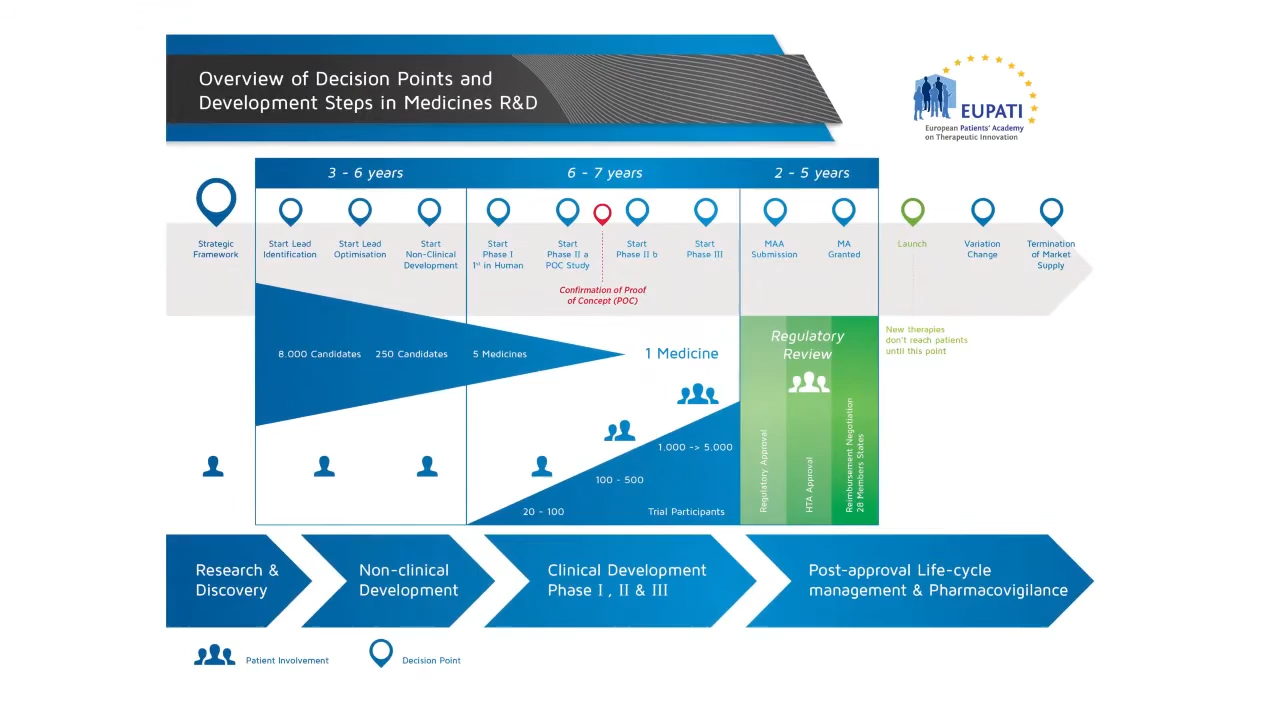 Overview of Decision Points and
Development Steps in Medicines R&D
EUPATI
European Patients' Academy
on Therapeutic Innovation
3 - 6 years
6 - 7 years
2 - 5 years
Strategic
Framework
Start Lead
Identification
Start Lead
Optimisation
Start
Non-Clinical
Development
Start
Phase I
1st in Human
Start
Phase II a
POC Study
Start
Phase II b
Start
Phase III
MAA
Submission
MA
Granted
Launch
Variation
Change
Termination
of Market
Supply
Confirmation of Proof
of Concept (POC)
8.000 Candidates
250 Candidates
5 Medicines
1 Medicine
Regulatory
Review
New therapies
don't reach patients
until this point
20 - 100
100 - 500
1.000 -> 5.000
Trial Participants
Regulatory Approval
HTA Approval
Reimbursement Negotiation
28 Members States
Research &
Discovery
Non-clinical
Development
Clinical Development
Phase I , II & III
Post-approval Life-cycle
management & Pharmacovigilance
Patient Involvement
Decision Point